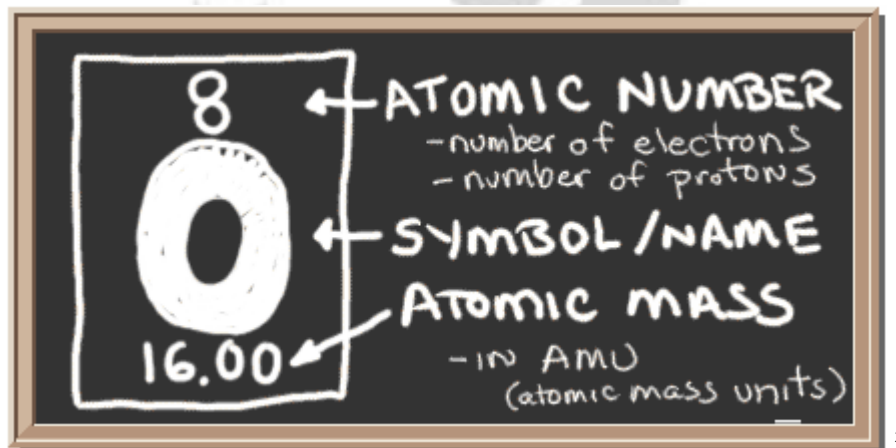 8
ATOMIC NUMBER
-number of electrons
- number of protons
O
SYMBOL/NAME
ATOMIC MASS
16.00
-IN AMU
(atomic mass units)